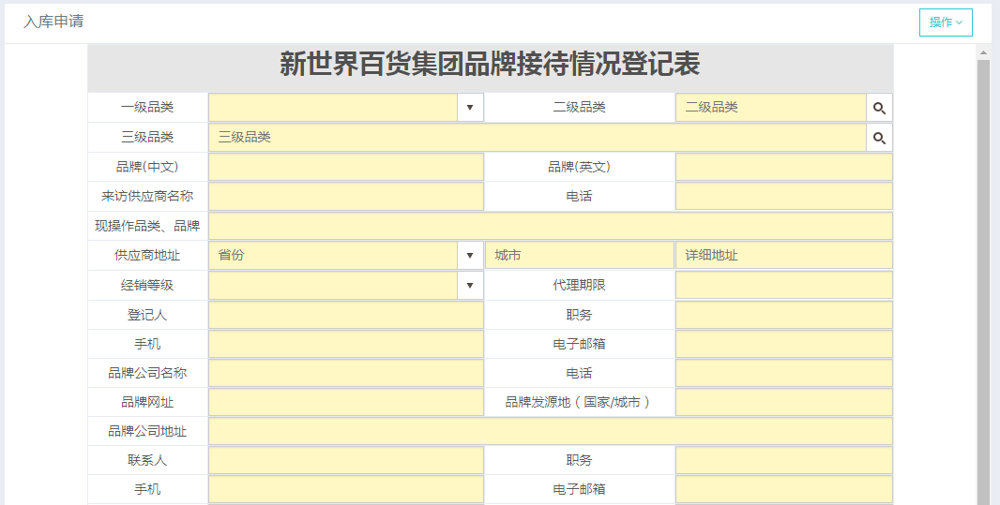 入库申请
操作
新世界百货集团品牌接待情况登记表
一级品类 二级品类 二级品类
三级品类 三级品类
品牌(中文) 品牌(英文)
来访供应商名称 电话
现操作品类、品牌
供应商地址 省份 城市 详细地址
经销等级 代理期限
登记人 职务
手机 电子邮箱
品牌公司名称 电话
品牌网址 品牌发源地（国家/城市）
品牌公司地址
联系人 职务
手机 电子邮箱